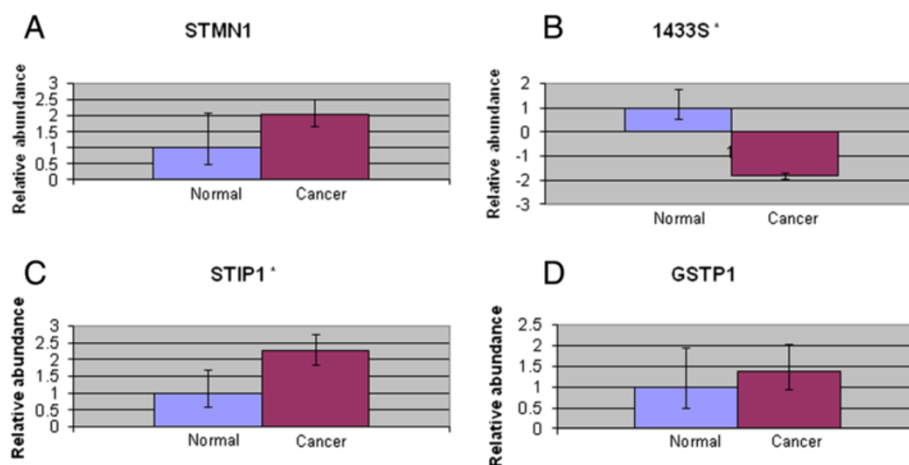 A
STMN1
Relative abundance
3
2.5
2
1.5
1
0.5
0
Normal Cancer
B
1433S *
Relative abundance
2
1
0
-1
-2
-3
Normal Cancer
C
STIP1 *
Relative abundance
3
2.5
2
1.5
1
0.5
0
Normal Cancer
D
GSTP1
Relative abundance
2.5
2
1.5
1
0.5
0
Normal Cancer